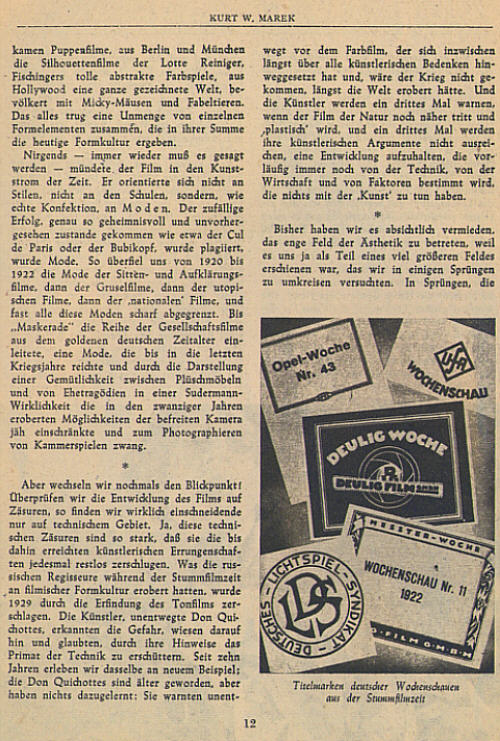 KURT W. MAREK
kamen Puppenfilme, aus Berlin und München
die Silhouettenfilme der Lotte Reiniger,
Fischingers tolle abstrakte Farbspiele, aus
Hollywood eine ganze gezeichnete Welt, be-
völkert mit Micky-Mäusen und Fabeltieren.
Das alles trug eine Unmenge von einzelnen
Formelementen zusammen, die in ihrer Summe
die heutige Formkultur ergeben.
Nirgends — immer wieder muß es gesagt
werden — mündete der Film in den Kunst-
strom der Zeit. Er orientierte sich nicht an
Stilen, nicht an den Schulen, sondern, wie
echte Konfektion, an Moden. Der zufällige
Erfolg, genau so geheimnisvoll und unvorher-
gesehen zustande gekommen wie etwa der Cul
de Paris oder der Bubikopf, wurde plagiiert,
wurde Mode. So überfiel uns von 1920 bis
1922 die Mode der Sitten- und Aufklärungs-
filme, dann der Gruselfilme, dann der utopi-
schen Filme, dann der ‚nationalen' Filme, und
fast alle diese Moden scharf abgegrenzt. Bis
„Maskerade" die Reihe der Gesellschaftsfilme
aus dem goldenen deutschen Zeitalter ein-
leitete, eine Mode, die bis in die letzten
Kriegsjahre reichte und durch die Darstellung
einer Gemütlichkeit zwischen Plüschmöbeln
und von Ehetragödien in einer Sudermann-
Wirklichkeit die in den zwanziger Jahren
eroberten Möglichkeiten der befreiten Kamera
jäh einschränkte und zum Photographieren
von Kammerspielen zwang.
*
Aber wechseln wir nochmals den Blickpunkt!
Überprüfen wir die Entwicklung des Films auf
Zäsuren, so finden wir wirklich einschneidende
nur auf technischem Gebiet. Ja, diese techni-
schen Zäsuren sind so stark, daß sie die bis
dahin erreichten künstlerischen Errungenschaf-
ten jedesmal restlos zerschlugen. Was die rus-
sischen Regisseure während der Stummfilmzeit
an filmischer Formkultur erobert hatten, wurde
1929 durch die Erfindung des Tonfilms zer-
schlagen. Die Künstler, unentwegte Don Qui-
chottes, erkannten die Gefahr, wiesen darauf
hin und glaubten, durch ihre Hinweise das
Primat der Technik zu erschüttern. Seit zehn
Jahren erleben wir dasselbe an neuem Beispiel;
die Don Quichottes sind älter geworden, aber
haben nichts dazugelernt: Sie warnten unent-
wegt vor dem Farbfilm, der sich inzwischen
längst über alle künstlerischen Bedenken hin-
weggesetzt hat und, wäre der Krieg nicht ge-
kommen, längst die Welt erobert hätte. Und
die Künstler werden ein drittes Mal warnen,
wenn der Film der Natur noch näher tritt und
‚plastisch' wird, und ein drittes Mal werden
ihre künstlerischen Argumente nicht ausrei-
chen, eine Entwicklung aufzuhalten, die vor-
läufig immer noch von der Technik, von der
Wirtschaft und von Faktoren bestimmt wird,
die nichts mit der ‚Kunst' zu tun haben.
*
Bisher haben wir es absichtlich vermieden,
das enge Feld der Ästhetik zu betreten, weil
es uns ja als Teil eines viel größeren Feldes
erschienen war, das wir in einigen Sprüngen
zu umkreisen versuchten. In Sprüngen, die
Opel-Woche
Nr. 43
UFA
WOCHENSCHAU
DEULIG WOCHE
DEULIG FILM
MESSTER-WOCHE
WOCHENSCHAU Nr. 11
1922
FILM G.M.B.H.
DEUTSCHES LICHTSPIEL-SYNDIKAT
DLS
Titelmarken deutscher Wochenschauen
aus der Stummfilmzeit
12